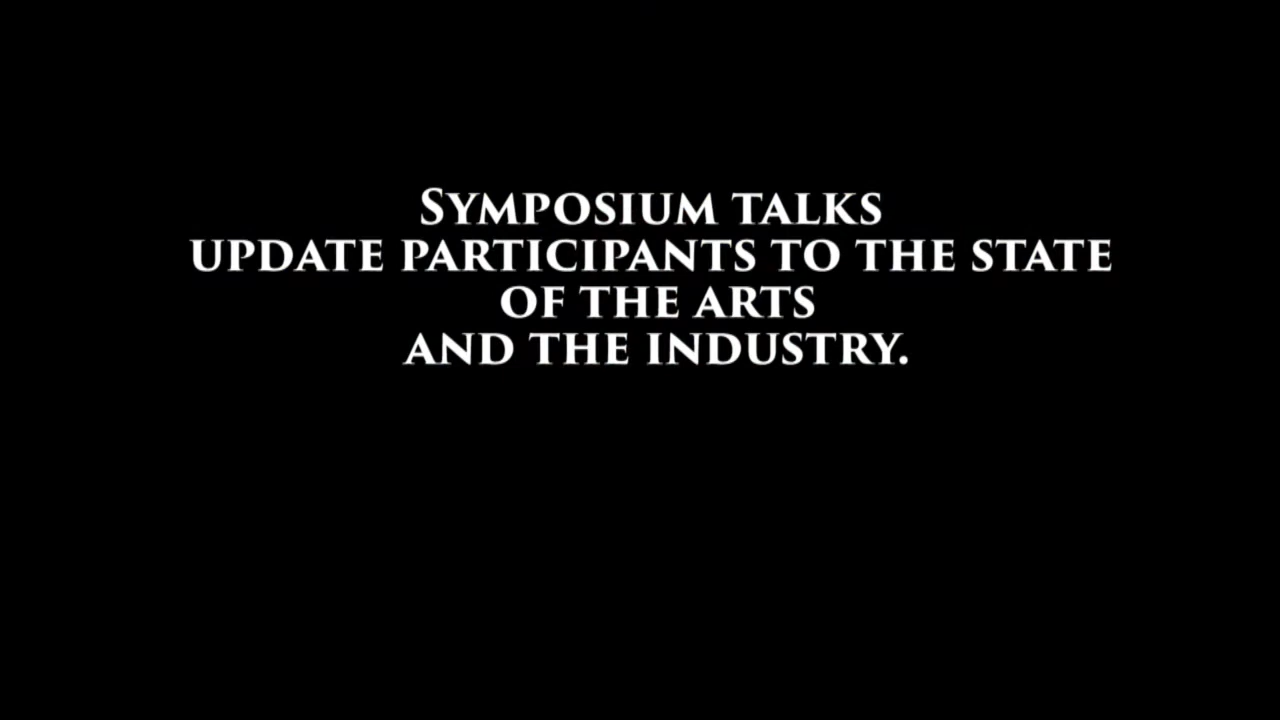 Symposium talks
update participants to the state
of the arts
and the industry.